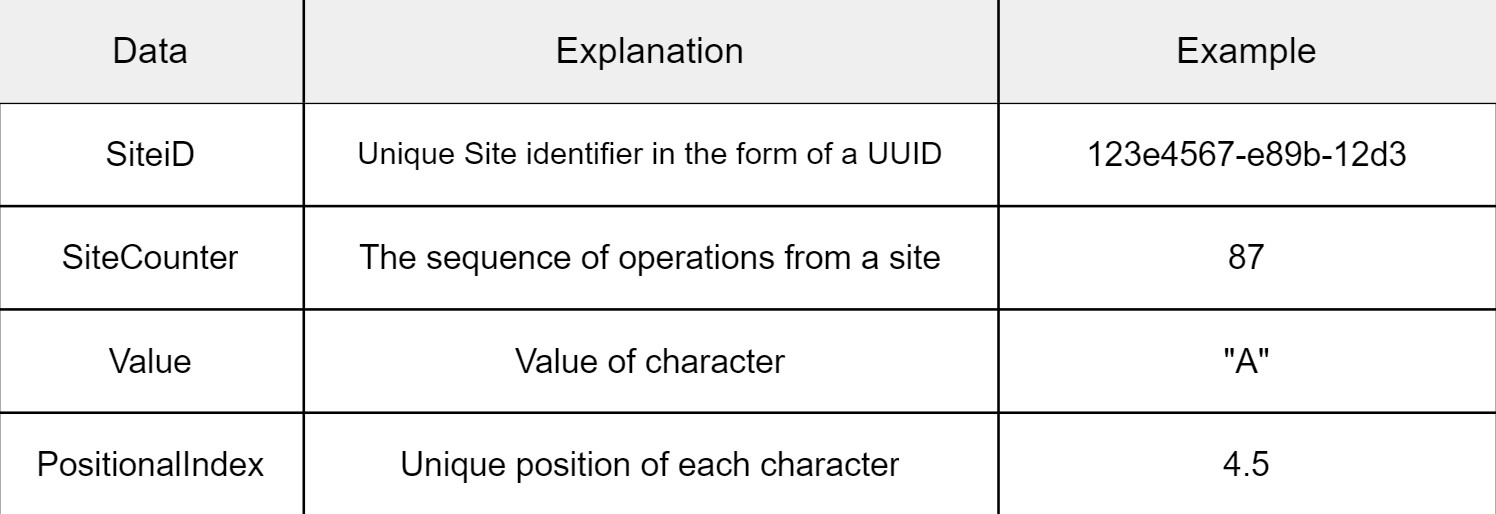 Data Explanation Example
SiteiD Unique Site identifier in the form of a UUID 123e4567-e89b-12d3
SiteCounter The sequence of operations from a site 87
Value Value of character "A"
PositionalIndex Unique position of each character 4.5